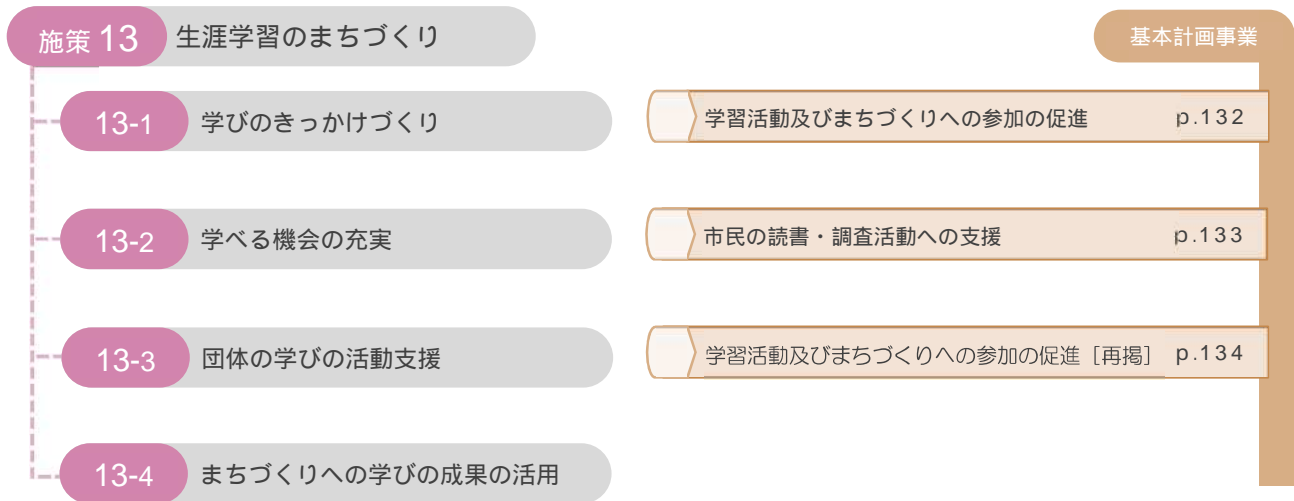 施策 13 生涯学習のまちづくり
基本計画事業
13-1 学びのきっかけづくり
学習活動及びまちづくりへの参加の促進 p.132
13-2 学べる機会の充実
市民の読書・調査活動への支援 p.133
13-3 団体の学びの活動支援
学習活動及びまちづくりへの参加の促進［再掲］ p.134
13-4 まちづくりへの学びの成果の活用